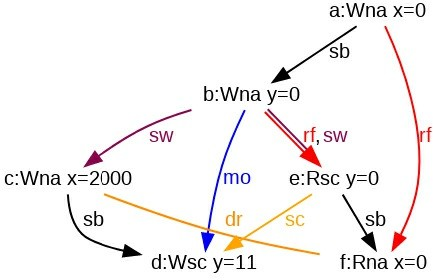 a:Wna x=0
sb
b:Wna y=0
sw
rf,sw
rf
mo
c:Wna x=2000
e:Rsc y=0
sb
dr
sc
sb
d:Wsc y=11
f:Rna x=0